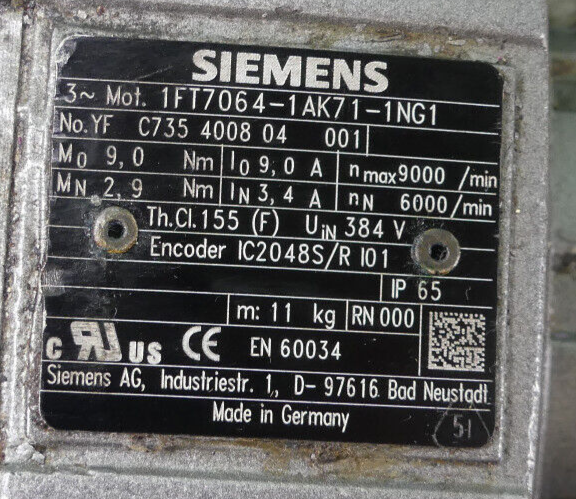 SIEMENS
3~ Mot. 1FT7064-1AK71-1NG1
No.YF C735 4008 04 001
M0 9,0 Nm I0 9,0 A nmax9000 /min
MN 2,9 Nm IN 3,4 A nN 6000/min
Th.Cl.155 (F) UiN 384 V
Encoder IC2048S/R I01
IP 65
m: 11 kg RN 000
C RU US CE EN 60034
Siemens AG, Industriestr. 1, D- 97616 Bad Neustadt
Made in Germany
51